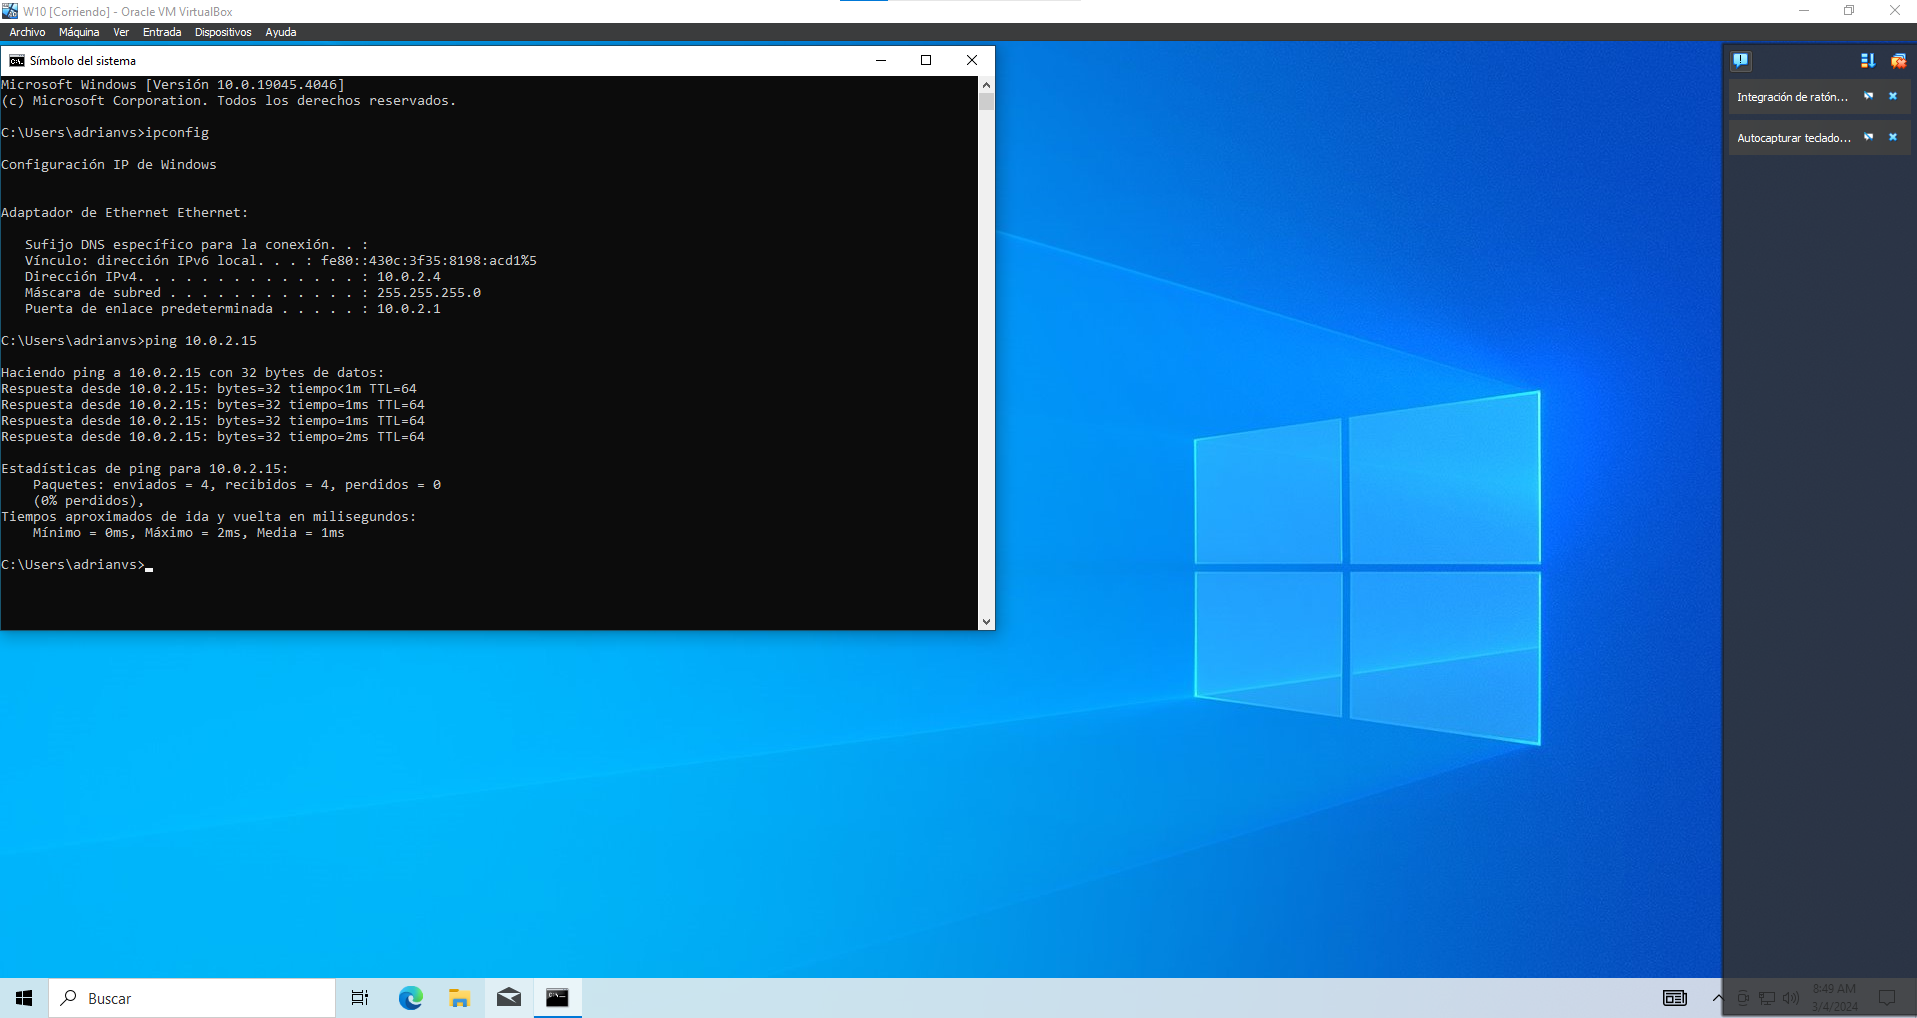 W10 [Corriendo] - Oracle VM VirtualBox
Archivo Máquina Ver Entrada Dispositivos Ayuda
Símbolo del sistema
Microsoft Windows [Versión 10.0.19045.4046]
(c) Microsoft Corporation. Todos los derechos reservados.
C:\Users\adrianvs>ipconfig
Configuración IP de Windows
Adaptador de Ethernet Ethernet:
Sufijo DNS específico para la conexión. . :
Vínculo: dirección IPv6 local. . . : fe80::430c:3f35:8198:acd1%5
Dirección IPv4. . . . . . . . . . . . . . : 10.0.2.4
Máscara de subred . . . . . . . . . . . . : 255.255.255.0
Puerta de enlace predeterminada . . . . . : 10.0.2.1
C:\Users\adrianvs>ping 10.0.2.15
Haciendo ping a 10.0.2.15 con 32 bytes de datos:
Respuesta desde 10.0.2.15: bytes=32 tiempo<1m TTL=64
Respuesta desde 10.0.2.15: bytes=32 tiempo=1ms TTL=64
Respuesta desde 10.0.2.15: bytes=32 tiempo=1ms TTL=64
Respuesta desde 10.0.2.15: bytes=32 tiempo=2ms TTL=64
Estadísticas de ping para 10.0.2.15:
Paquetes: enviados = 4, recibidos = 4, perdidos = 0
(0% perdidos),
Tiempos aproximados de ida y vuelta en milisegundos:
Mínimo = 0ms, Máximo = 2ms, Media = 1ms
C:\Users\adrianvs>
Integración de ratón...
Autocapturar teclado...
Buscar
8:49 AM
3/4/2024